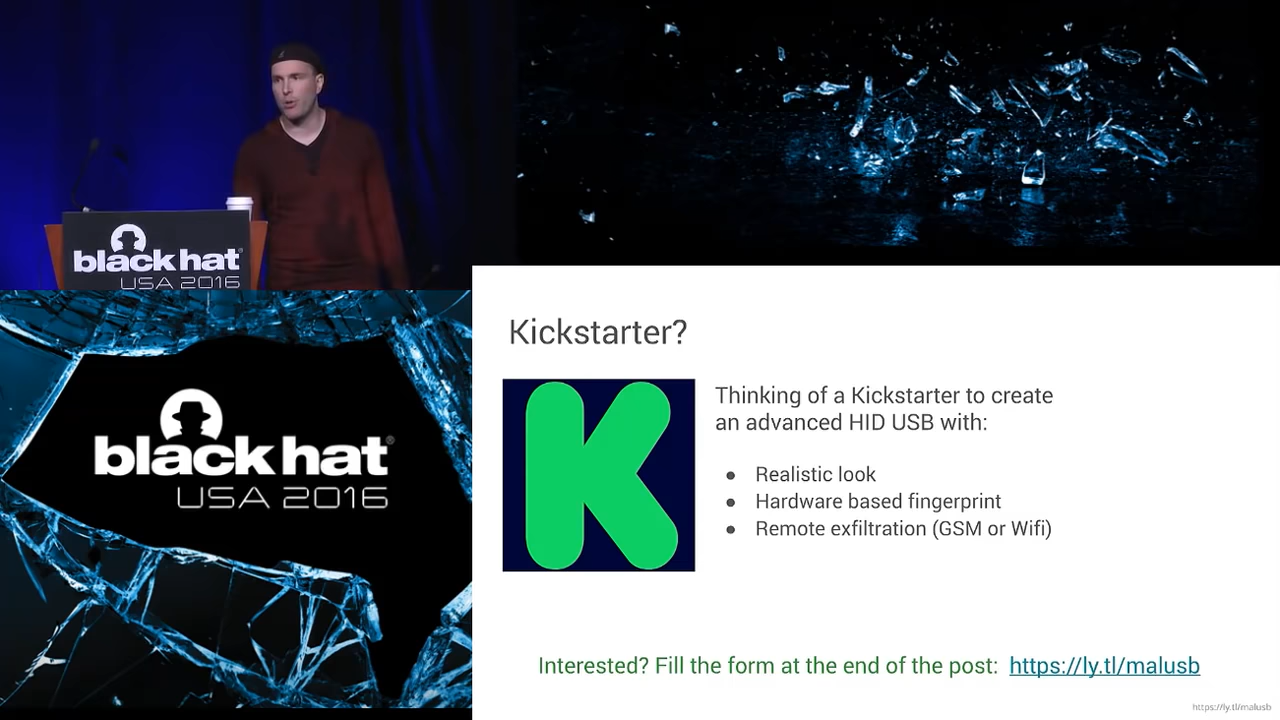 black hat
USA 2016
black hat®
USA 2016
Kickstarter?
Thinking of a Kickstarter to create
an advanced HID USB with:
● Realistic look
● Hardware based fingerprint
● Remote exfiltration (GSM or Wifi)
Interested? Fill the form at the end of the post: https://ly.tl/malusb
https://ly.tl/malusb